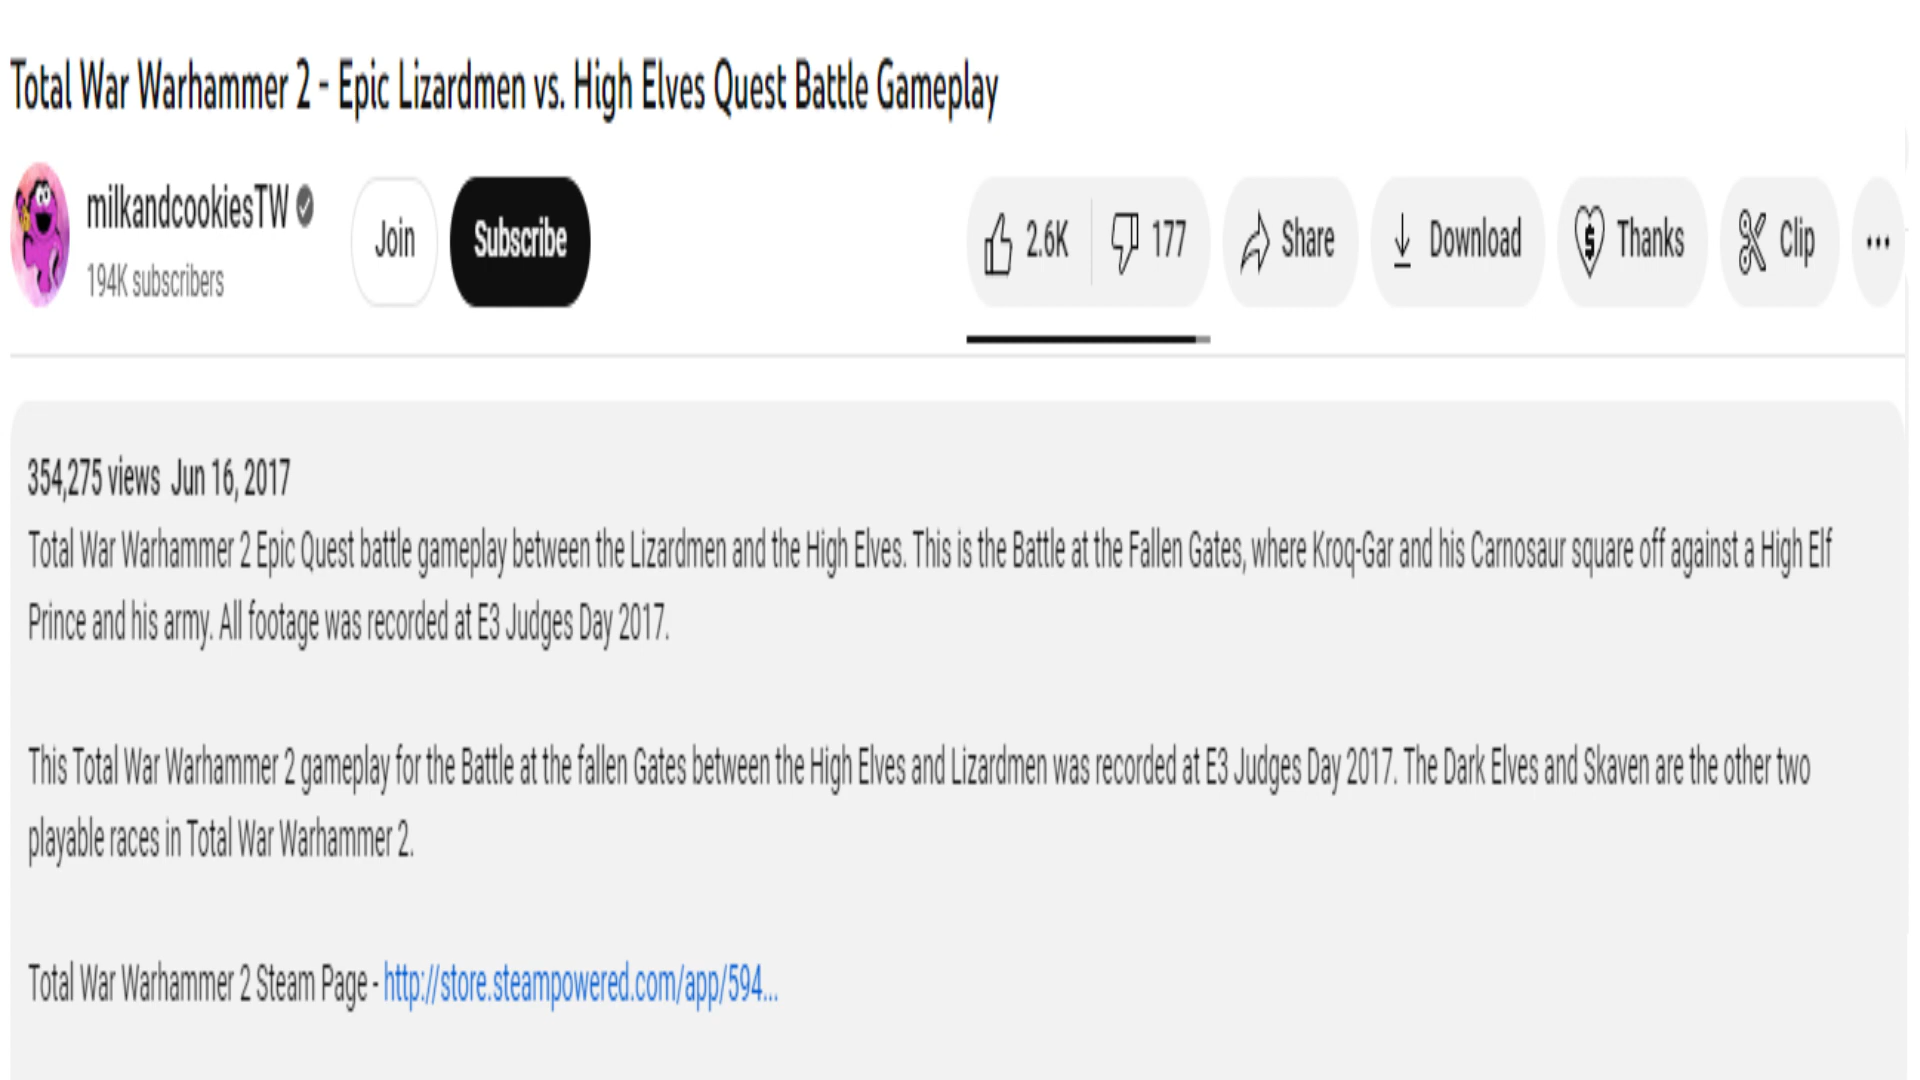 Total War Warhammer 2 - Epic Lizardmen vs. High Elves Quest Battle Gameplay
milkandcookiesTW
194K subscribers
Join
Subscribe
2.6K
177
Share
Download
Thanks
Clip
354,275 views Jun 16, 2017
Total War Warhammer 2 Epic Quest battle gameplay between the Lizardmen and the High Elves. This is the Battle at the Fallen Gates, where Kroq-Gar and his Carnosaur square off against a High Elf
Prince and his army. All footage was recorded at E3 Judges Day 2017.
This Total War Warhammer 2 gameplay for the Battle at the fallen Gates between the High Elves and Lizardmen was recorded at E3 Judges Day 2017. The Dark Elves and Skaven are the other two
playable races in Total War Warhammer 2.
Total War Warhammer 2 Steam Page - http://store.steampowered.com/app/594...